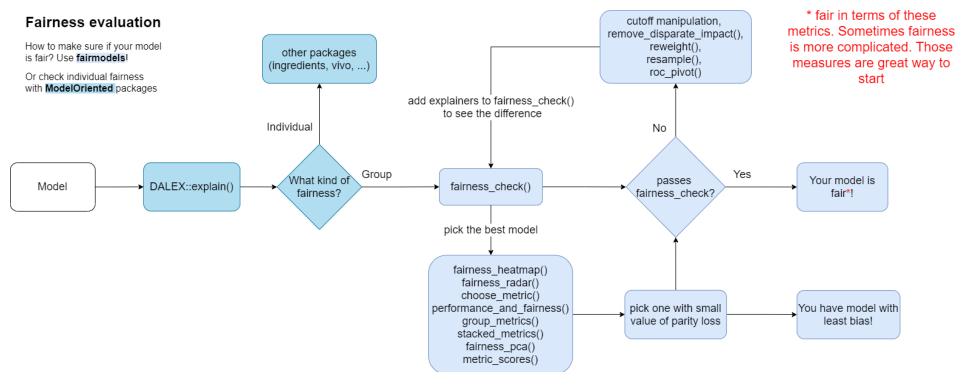 Fairness evaluation
How to make sure if your model
is fair? Use fairmodels!
Or check individual fairness
with ModelOriented packages
other packages
(ingredients, vivo, ...)
cutoff manipulation,
remove_disparate_impact(),
reweight(),
resample(),
roc_pivot()
* fair in terms of these
metrics. Sometimes fairness
is more complicated. Those
measures are great way to
start
add explainers to fairness_check()
to see the difference
Individual
No
Model
DALEX::explain()
What kind of
fairness?
Group
fairness_check()
passes
fairness_check?
Yes
Your model is
fair*!
pick the best model
fairness_heatmap()
fairness_radar()
choose_metric()
performance_and_fairness()
group_metrics()
stacked_metrics()
fairness_pca()
metric_scores()
pick one with small
value of parity loss
You have model with
least bias!